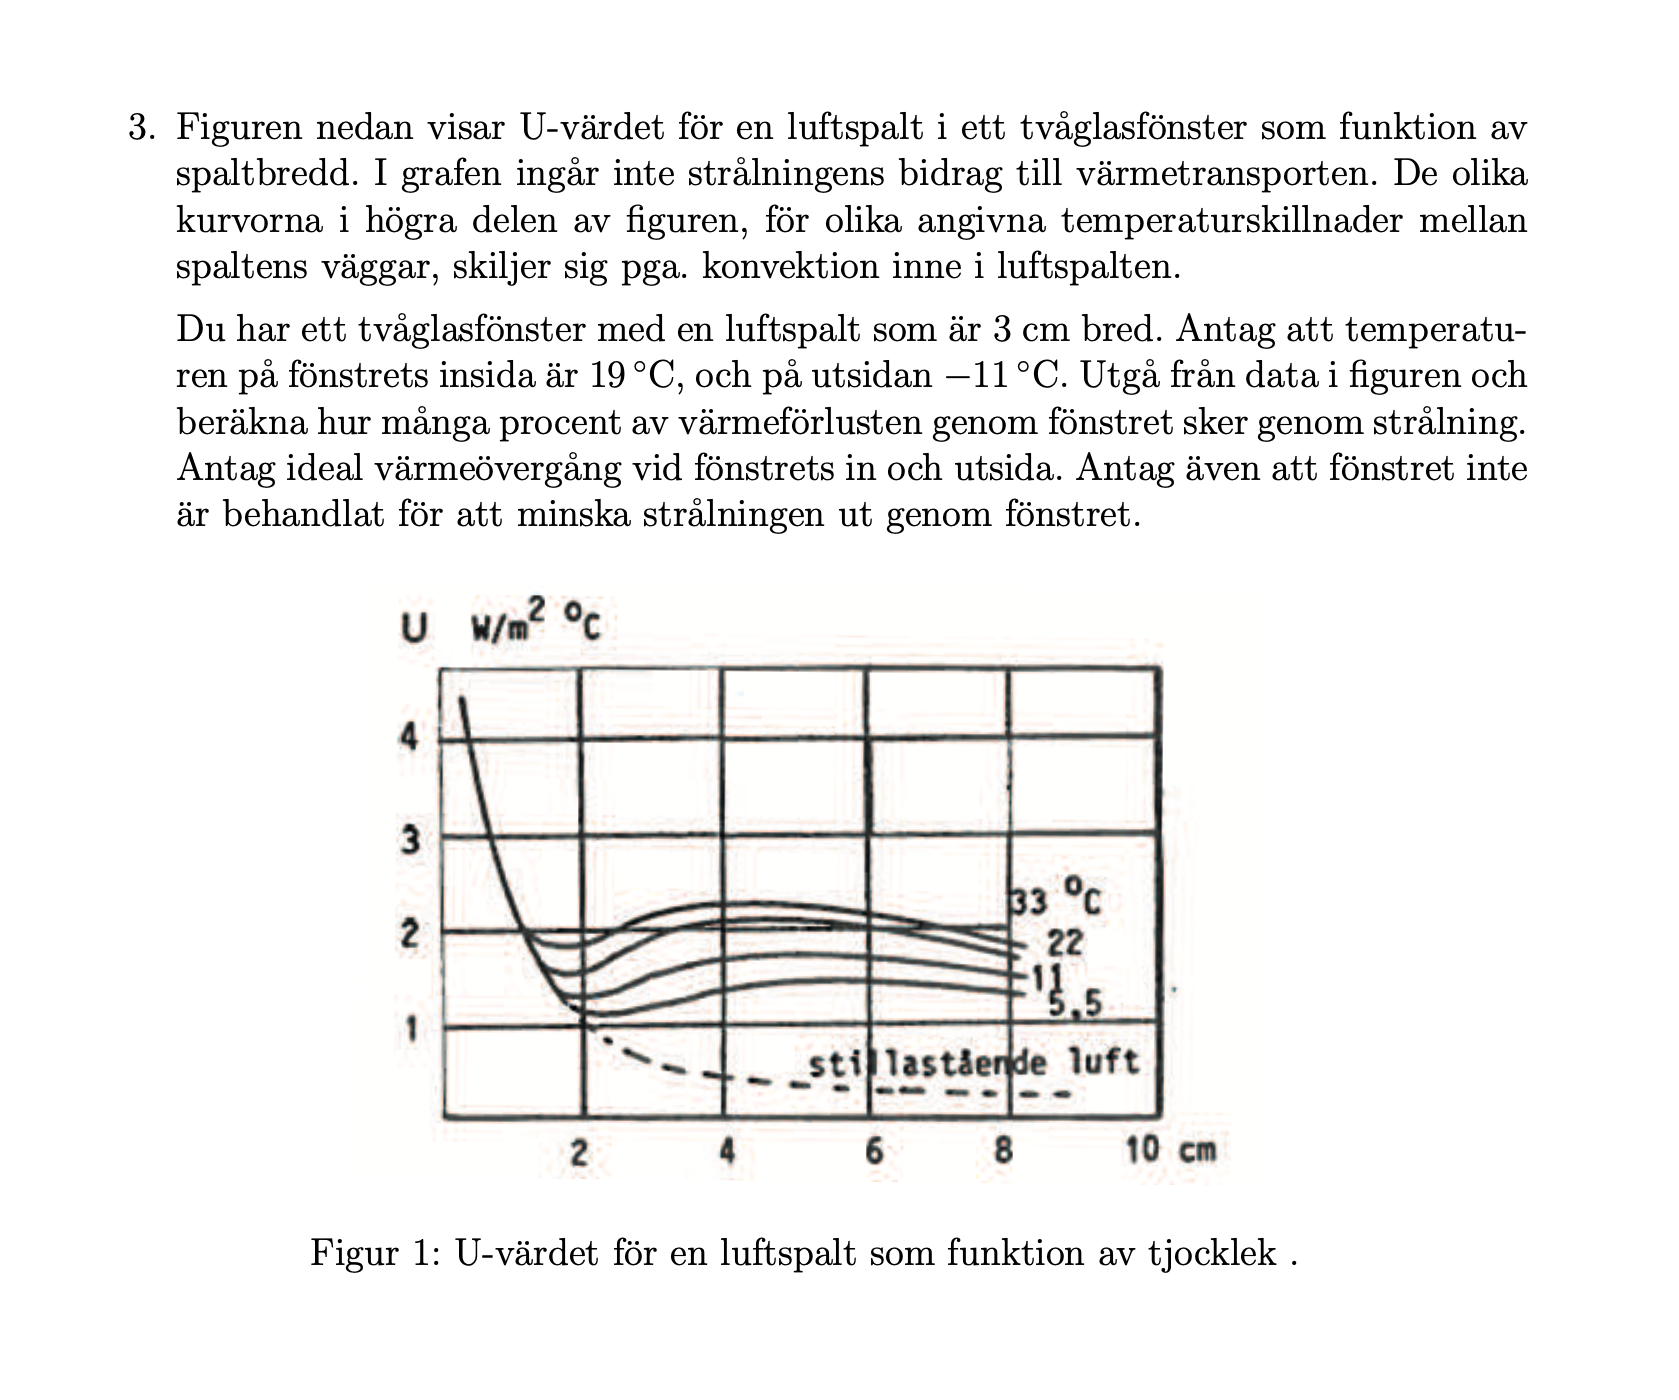 3. Figuren nedan visar U-värdet för en luftspalt i ett tvåglasfönster som funktion av
spaltbredd. I grafen ingår inte strålningens bidrag till värmetransporten. De olika
kurvorna i högra delen av figuren, för olika angivna temperaturskillnader mellan
spaltens väggar, skiljer sig pga. konvektion inne i luftspalten.
Du har ett tvåglasfönster med en luftspalt som är 3 cm bred. Antag att temperatu-
ren på fönstrets insida är 19 °C, och på utsidan −11 °C. Utgå från data i figuren och
beräkna hur många procent av värmeförlusten genom fönstret sker genom strålning.
Antag ideal värmeövergång vid fönstrets in och utsida. Antag även att fönstret inte
är behandlat för att minska strålningen ut genom fönstret.
U W/m² °C
4
3
33 °C
2
22
11
5,5
1
stillastående luft
2 4 6 8 10 cm
Figur 1: U-värdet för en luftspalt som funktion av tjocklek .